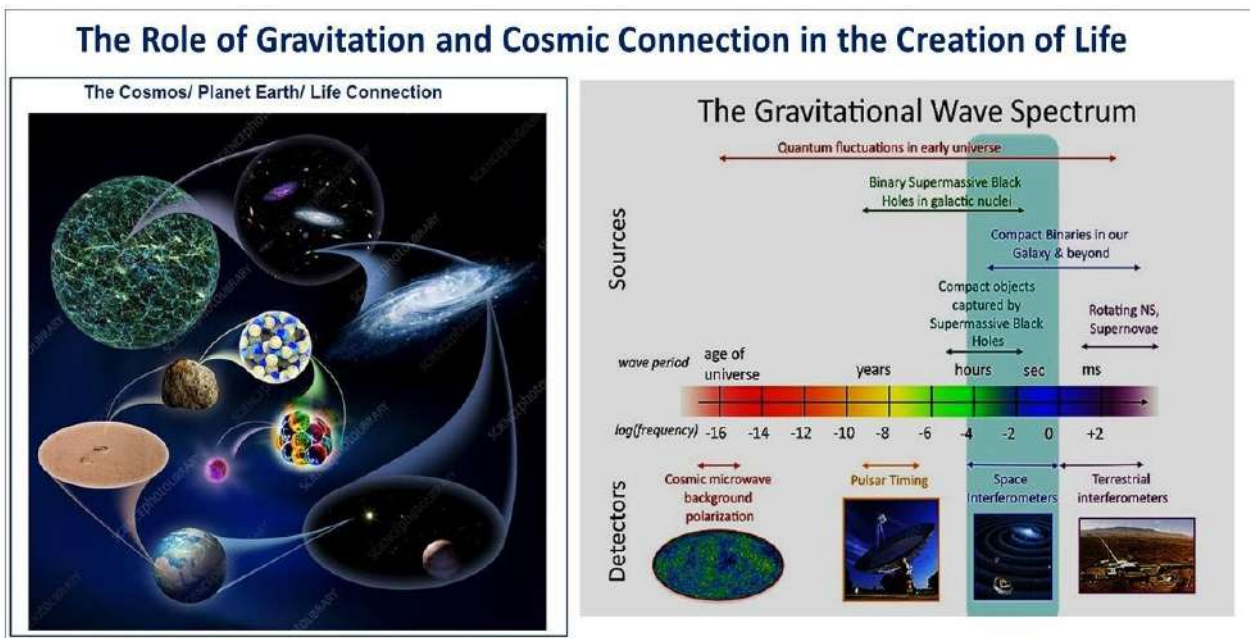 The Role of Gravitation and Cosmic Connection in the Creation of Life
The Cosmos/ Planet Earth/ Life Connection
The Gravitational Wave Spectrum
Sources
Quantum fluctuations in early universe
Binary Supermassive Black
Holes in galactic nuclei
Compact Binaries in our
Galaxy & beyond
Compact objects
captured by
Supermassive Black
Holes
Rotating NS,
Supernovae
wave period
age of
universe
years
hours
sec
ms
log(frequency)
-16 -14 -12 -10 -8 -6 -4 -2 0 +2
Detectors
Cosmic microwave
background
polarization
Pulsar Timing
Space
Interferometers
Terrestrial
interferometers